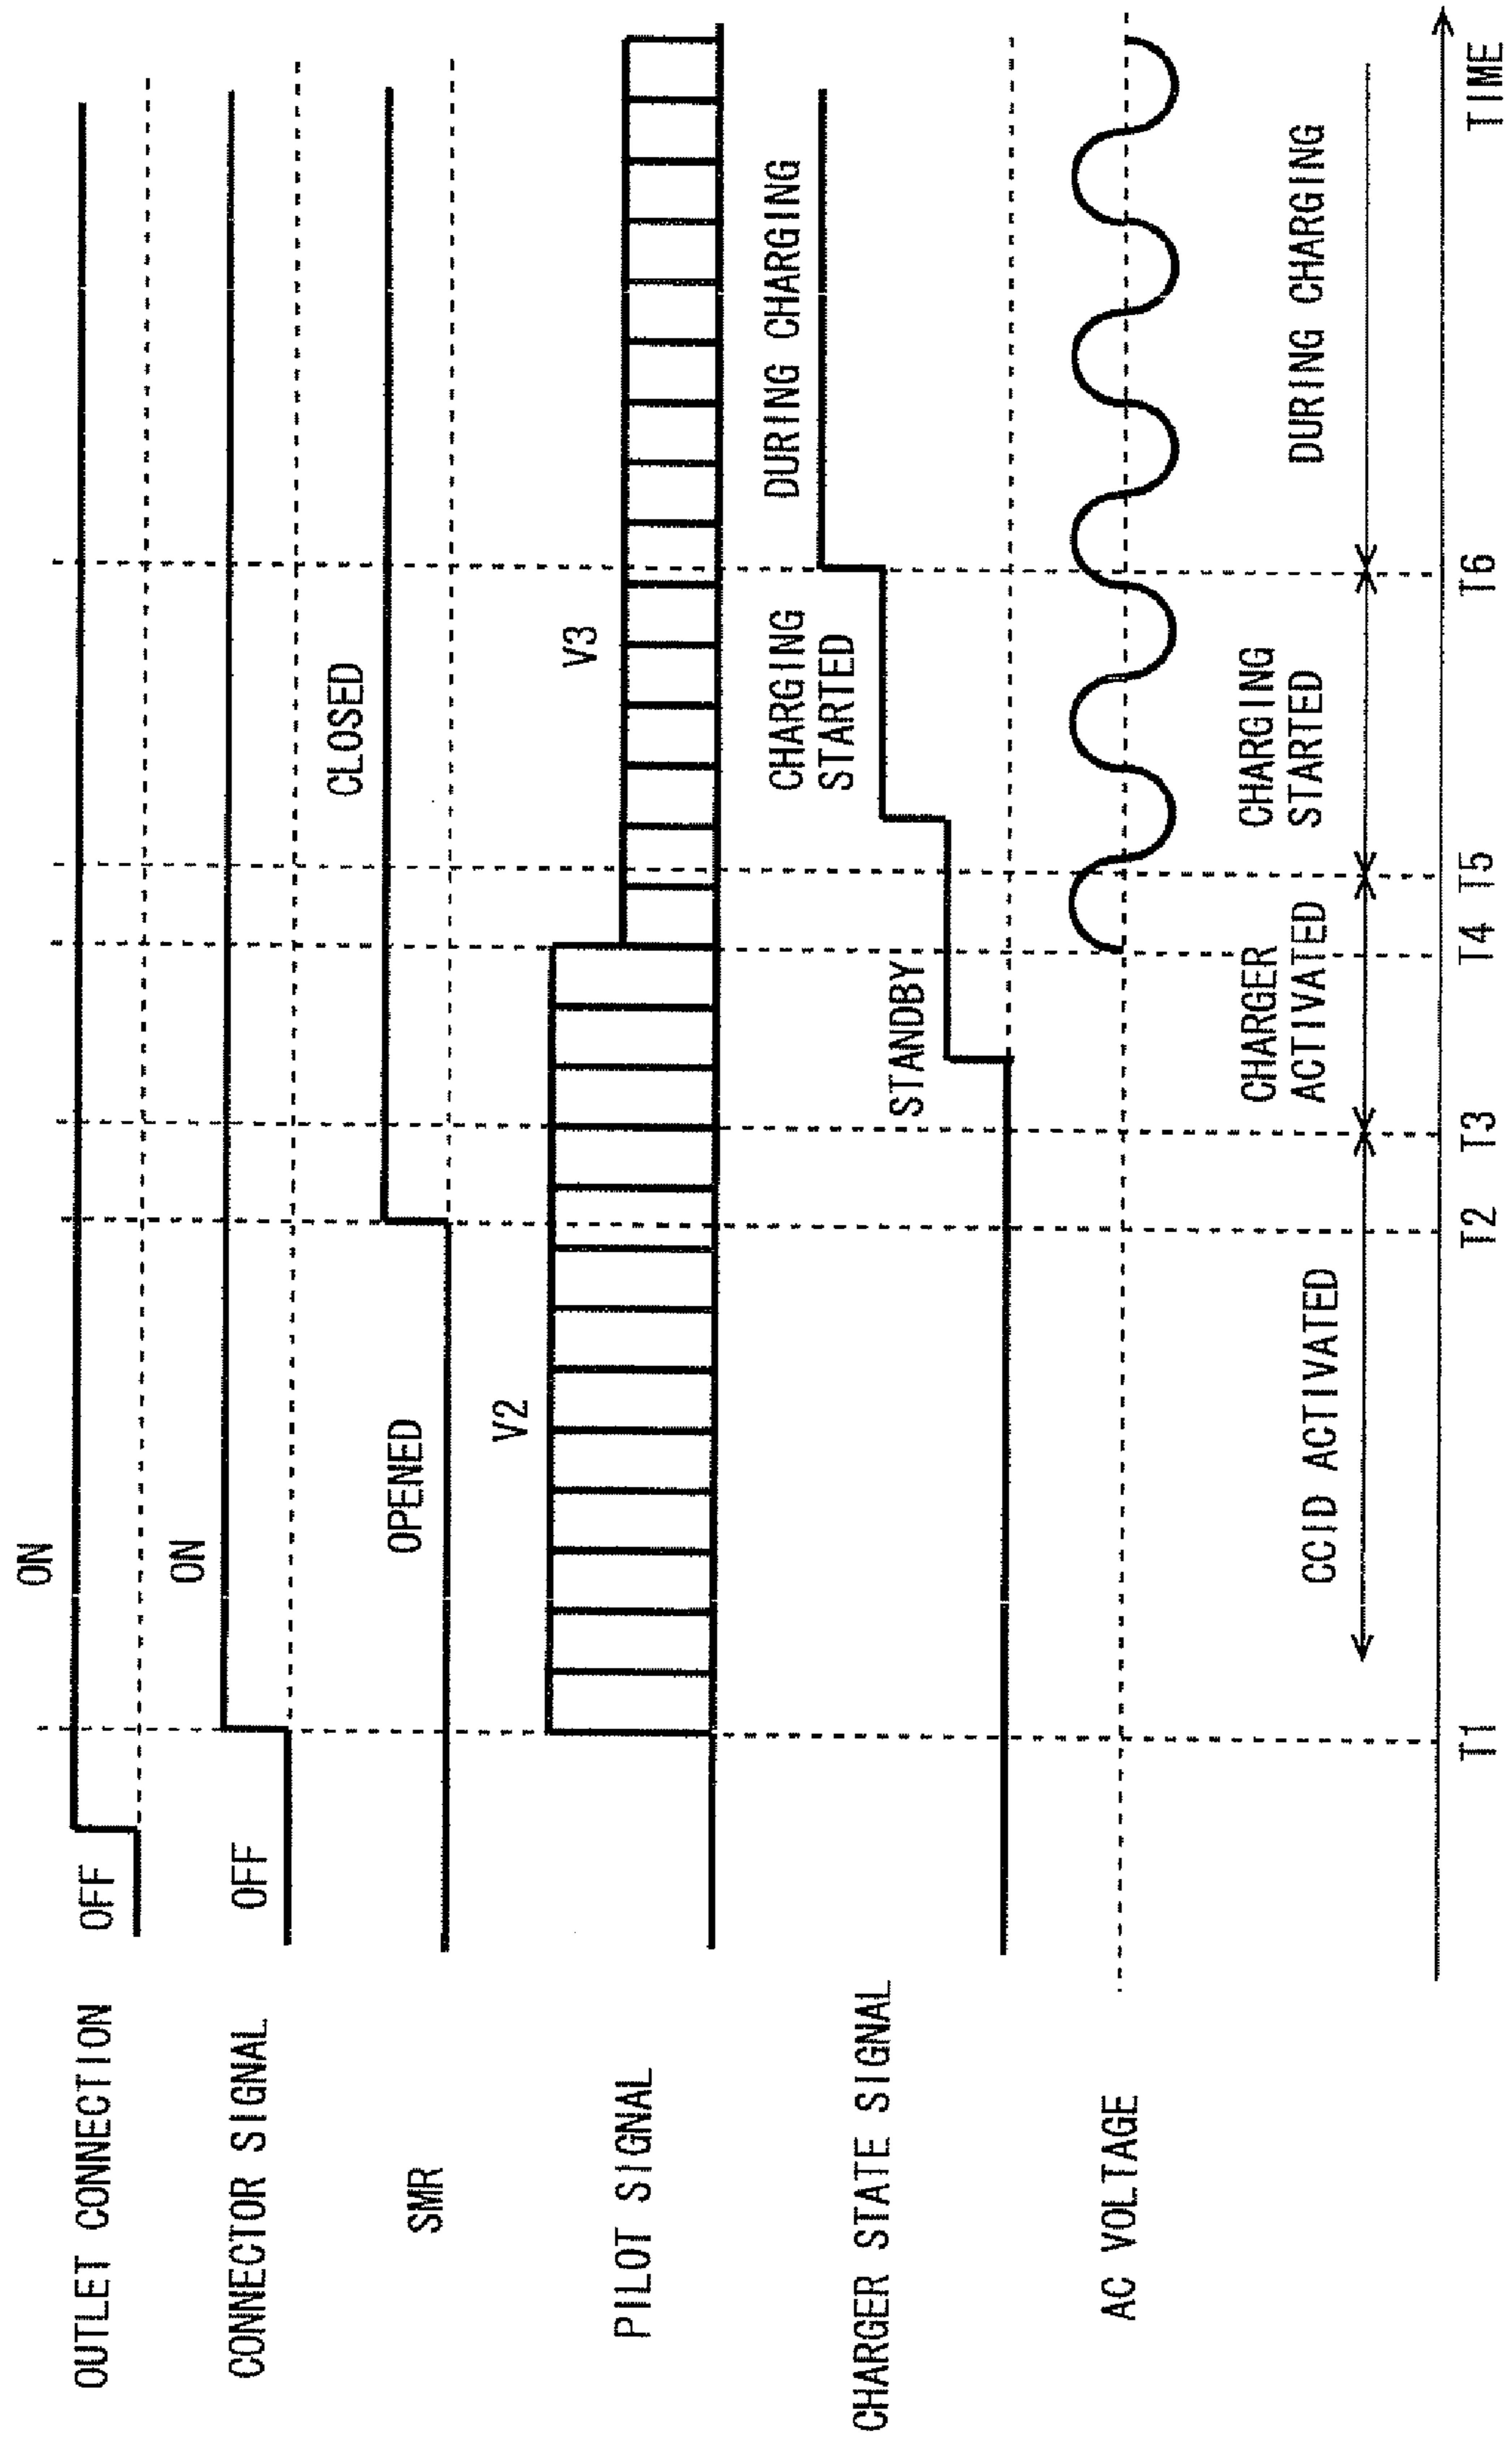 OUTLET CONNECTION
OFF
ON
CONNECTOR SIGNAL
OFF
ON
SMR
OPENED
CLOSED
PILOT SIGNAL
V2
V3
CHARGER STATE SIGNAL
STANDBY
CHARGING
STARTED
DURING CHARGING
AC VOLTAGE
CCID ACTIVATED
CHARGER
ACTIVATED
CHARGING
STARTED
DURING CHARGING
T1
T2
T3
T4
T5
T6
TIME